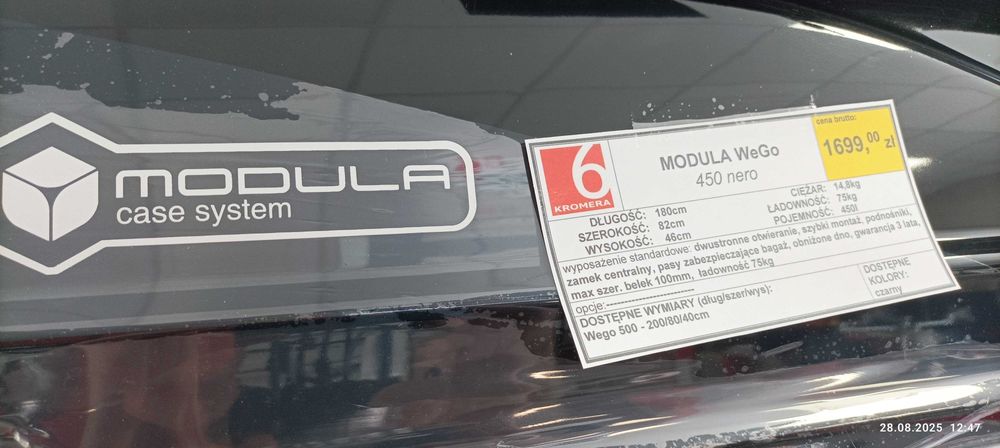 MODULA
case system
6
KROMERA
MODULA WeGo
450 nero
cena brutto:
1699,00 zł
DŁUGOŚĆ: 180cm
SZEROKOŚĆ: 82cm
WYSOKOŚĆ: 46cm
CIĘŻAR: 14,8kg
ŁADOWNOŚĆ: 75kg
POJEMNOŚĆ: 450l
wyposażenie standardowe: dwustronne otwieranie, szybki montaż, podnośniki,
zamek centralny, pasy zabezpieczające bagaż, obniżone dno, gwarancja 3 lata,
max szer. belek 100mm, ładowność 75kg
opcje:-------------------------
DOSTĘPNE WYMIARY (dług/szer/wys):
Wego 500 - 200/80/40cm
DOSTĘPNE
KOLORY:
czarny
28.08.2025 12:47